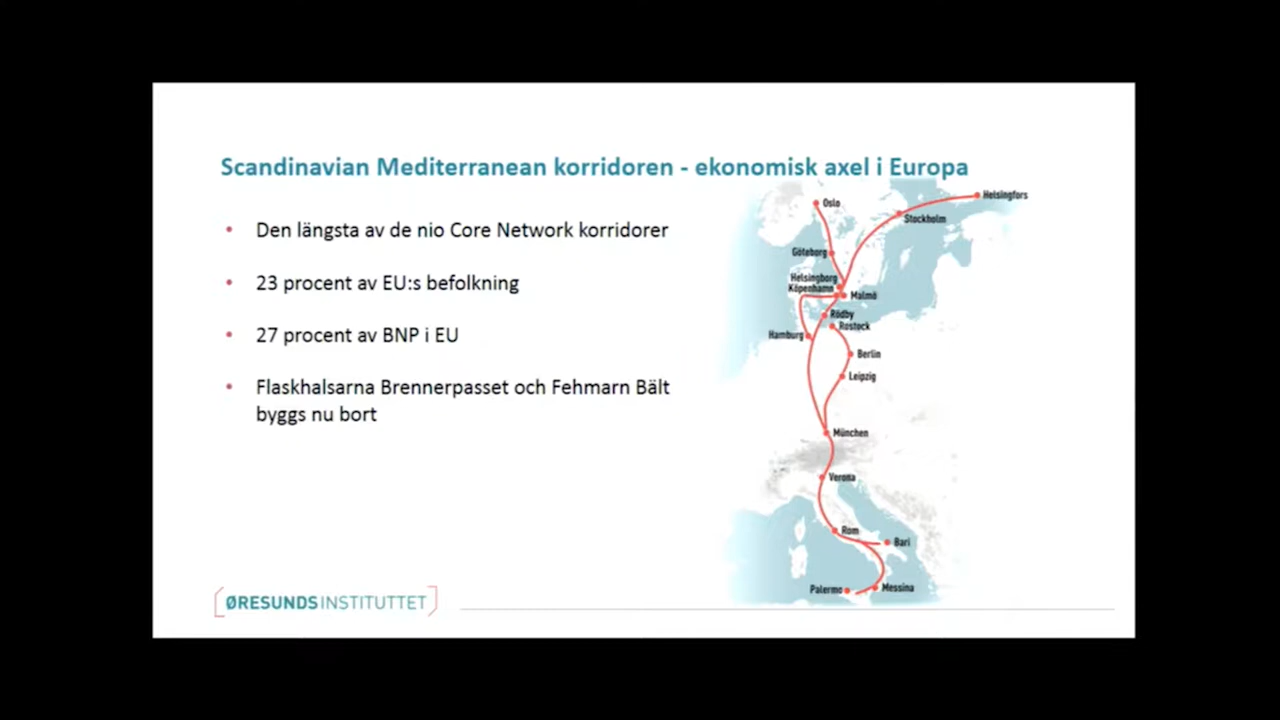 Scandinavian Mediterranean korridoren - ekonomisk axel i Europa
• Den längsta av de nio Core Network korridorer
• 23 procent av EU:s befolkning
• 27 procent av BNP i EU
• Flaskhalsarna Brennerpasset och Fehmarn Bält
byggs nu bort
Oslo
Helsingfors
Stockholm
Göteborg
Helsingborg
Köpenhamn
Malmö
Rödby
Rostock
Hamburg
Berlin
Leipzig
München
Verona
Rom
Bari
Palermo
Messina
ØRESUNDSINSTITUTTET